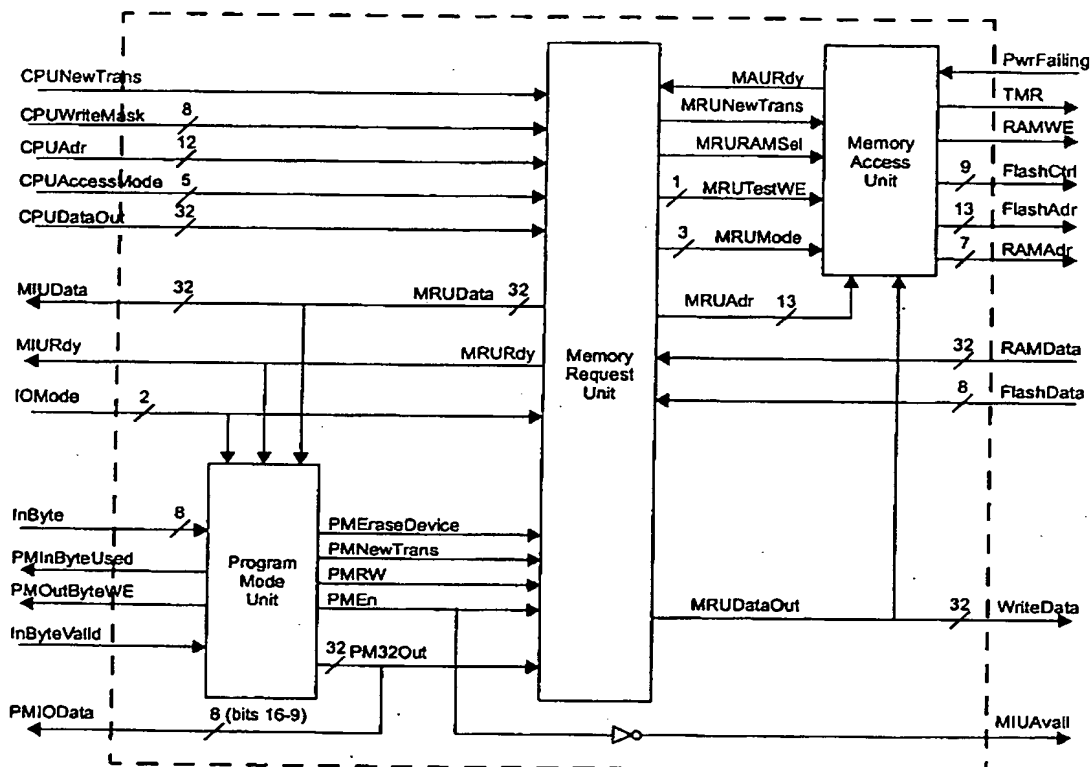 CPUNewTrans
CPUWriteMask
8
CPUAdr
12
CPUAccessMode
5
CPUDataOut
32
MIUData
32
MRUData
32
MIURdy
MRURdy
IOMode
2
InByte
8
PMInByteUsed
PMOutByteWE
InByteValid
PMIOData
8 (bits 16-9)
Program
Mode
Unit
PMEraseDevice
PMNewTrans
PMRW
PMEn
32
PM32Out
Memory
Request
Unit
MAURdy
MRUNewTrans
MRURAMSel
1
MRUTestWE
3
MRUMode
MRUAdr
13
Memory
Access
Unit
PwrFailing
TMR
RAMWE
9
FlashCtrl
13
FlashAdr
7
RAMAdr
32
RAMData
8
FlashData
MRUDataOut
32
WriteData
MIUAvail